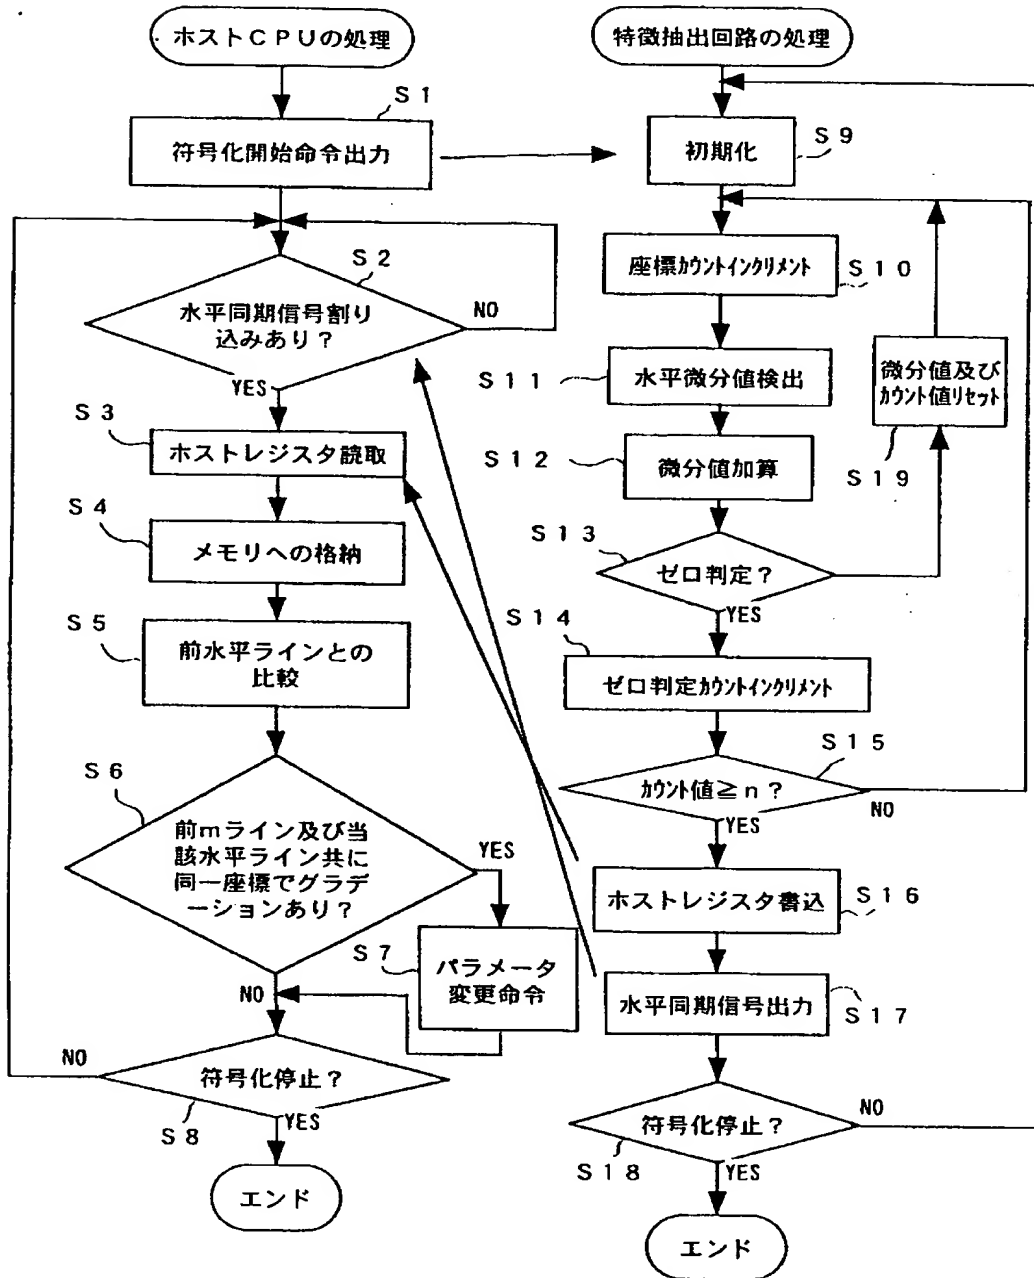 ホストCPUの処理
S1
符号化開始命令出力
S2
水平同期信号割り
込みあり?
NO
YES
S3
ホストレジスタ読取
S4
メモリへの格納
S5
前水平ラインとの
比較
S6
前mライン及び当
該水平ライン共に
同一座標でグラデ
ーションあり?
YES
S7
パラメータ
変更命令
NO
NO
符号化停止?
S8
YES
エンド
特徴抽出回路の処理
初期化
S9
座標カウントインクリメント
S10
S11
水平微分値検出
S12
微分値加算
微分値及び
カウント値リセット
S19
S13
ゼロ判定?
YES
S14
ゼロ判定カウントインクリメント
S15
カウント値≧n?
NO
YES
ホストレジスタ書込
S16
水平同期信号出力
S17
符号化停止?
NO
S18
YES
エンド